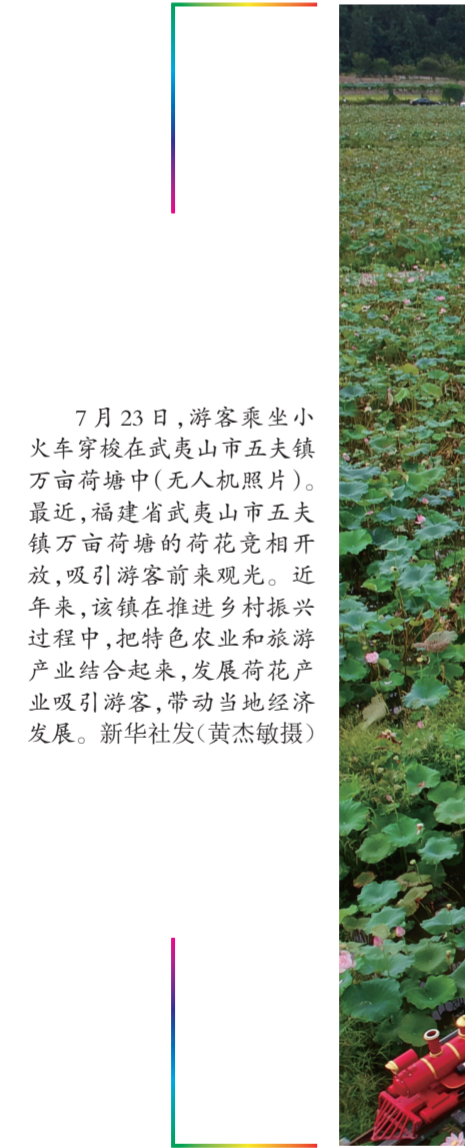 7月23日，游客乘坐小
火车穿梭在武夷山市五夫镇
万亩荷塘中（无人机照片）。
最近，福建省武夷山市五夫
镇万亩荷塘的荷花竞相开
放，吸引游客前来观光。近
年来，该镇在推进乡村振兴
过程中，把特色农业和旅游
产业结合起来，发展荷花产
业吸引游客，带动当地经济
发展。新华社发（黄杰敏摄）